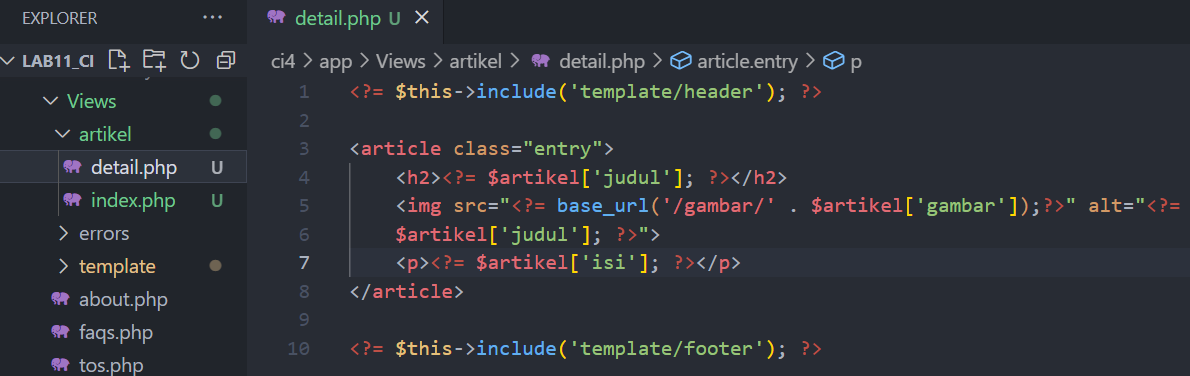 EXPLORER ...
LAB11_CI
Views
artikel
detail.php U
index.php U
errors
template
about.php
faqs.php
tos.php
detail.php U
ci4 > app > Views > artikel > detail.php > article.entry > p
1 <?= $this->include('template/header'); ?>
2
3 <article class="entry">
4 <h2><?= $artikel['judul']; ?></h2>
5 <img src="<?= base_url('/gambar/' . $artikel['gambar']);?>" alt="<?=
6 $artikel['judul']; ?>">
7 <p><?= $artikel['isi']; ?></p>
8 </article>
9
10 <?= $this->include('template/footer'); ?>